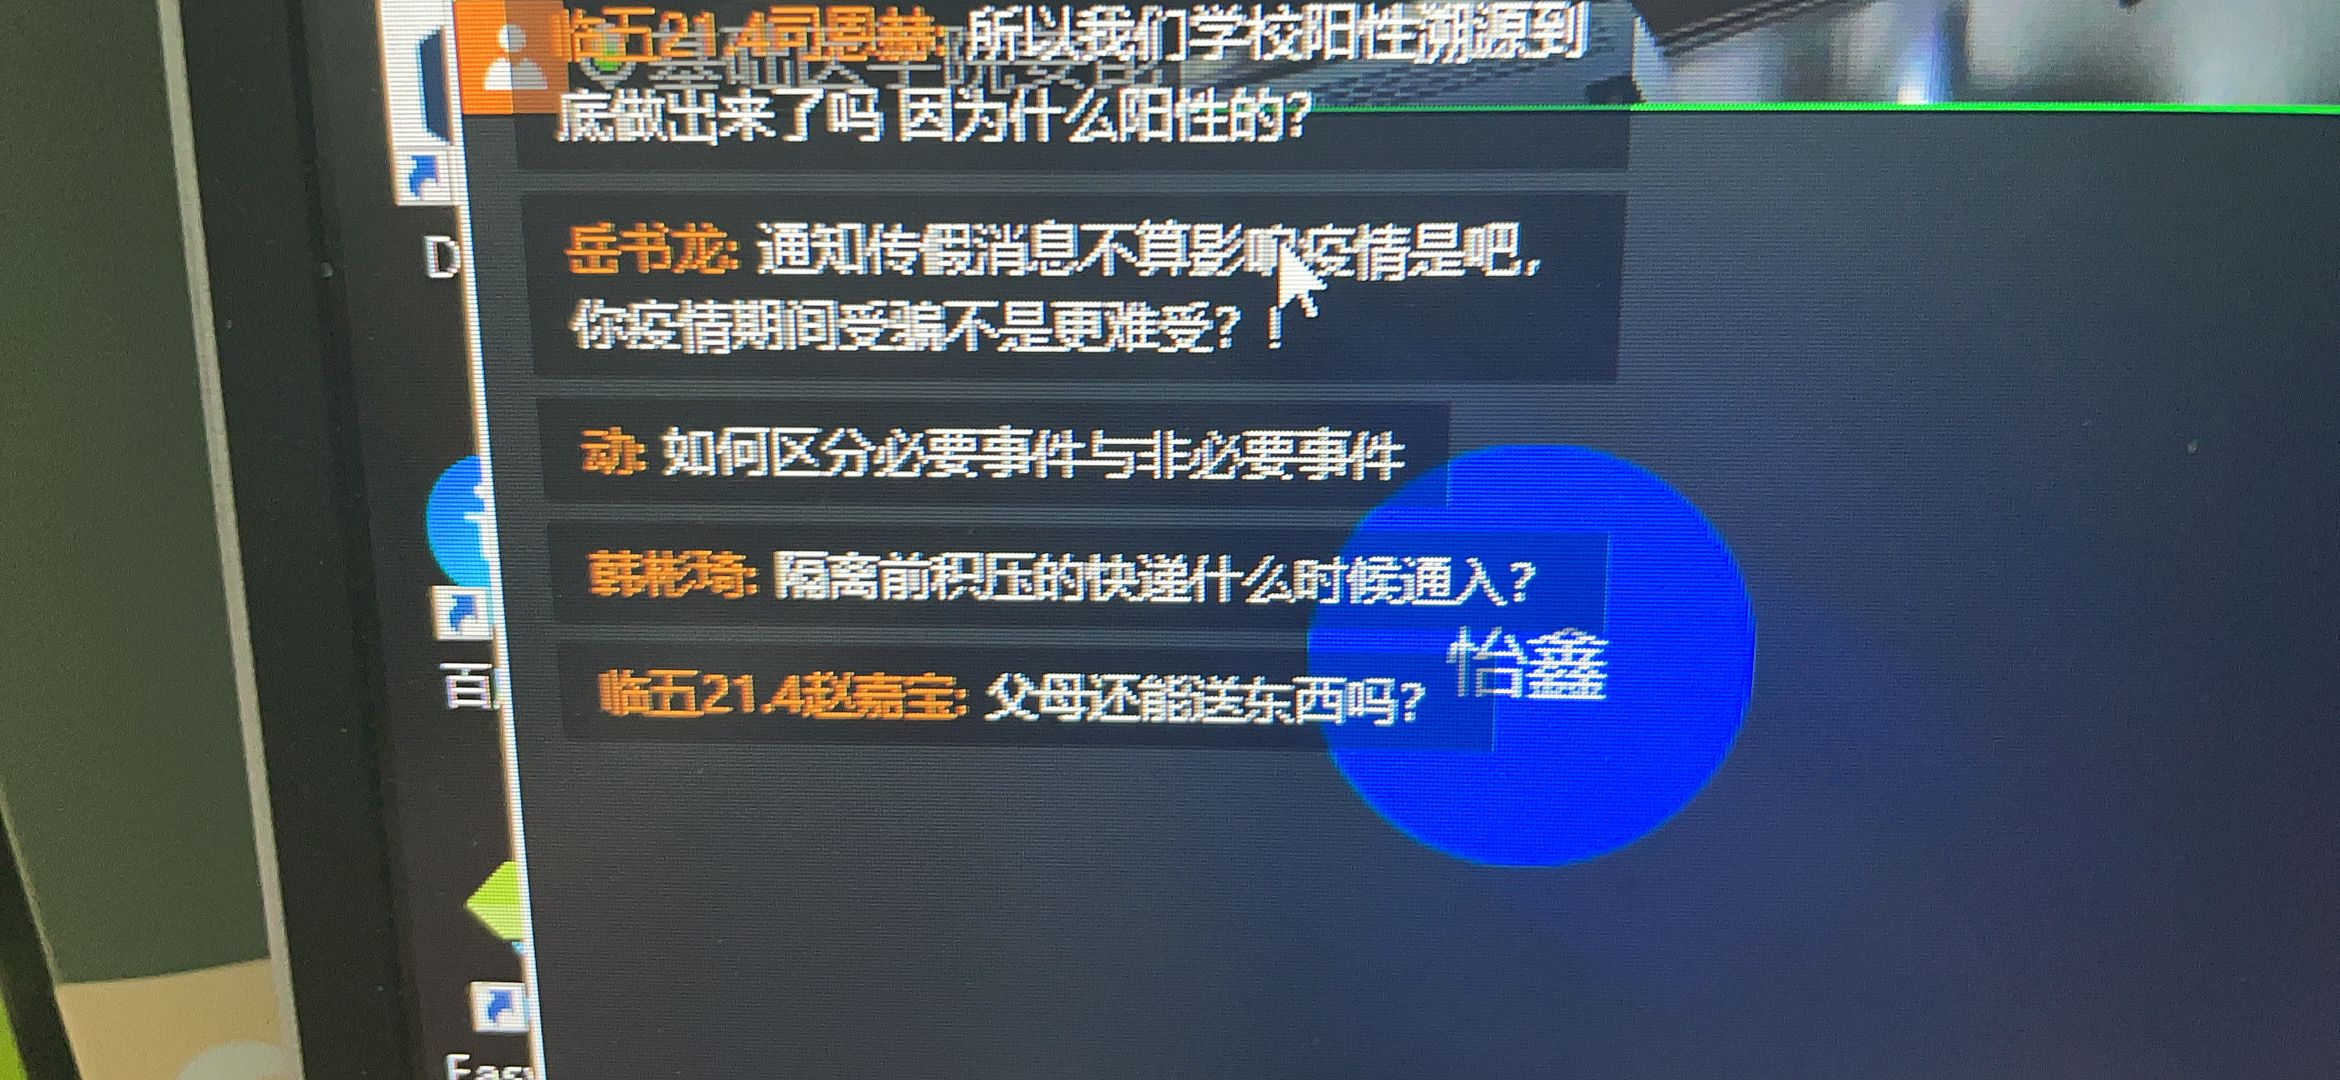 临五21.4司恩赫: 所以我们学校阳性溯源到
底做出来了吗 因为什么阳性的?
岳书龙: 通知传假消息不算影响疫情是吧,
你疫情期间受骗不是更难受?!
动: 如何区分必要事件与非必要事件
韩彬琦: 隔离前积压的快递什么时候通入?
怡鑫
临五21.4赵嘉宝: 父母还能送东西吗?
D
百
Eas